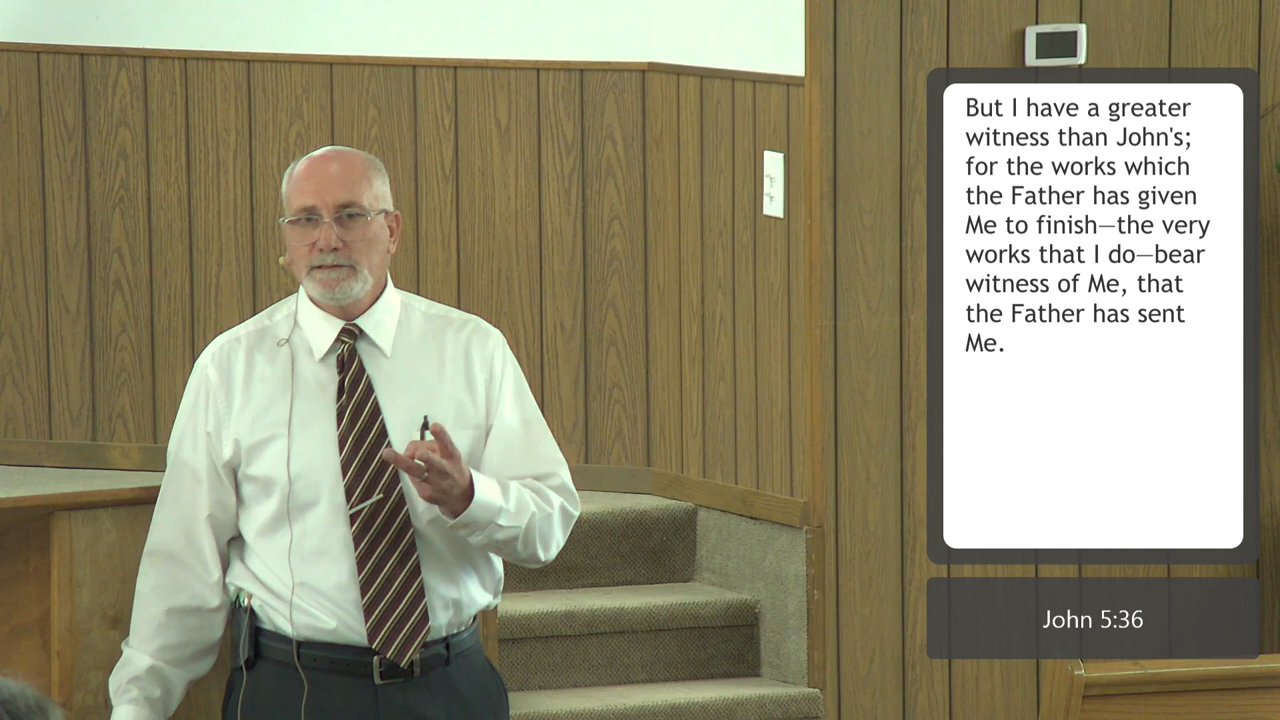 But I have a greater
witness than John's;
for the works which
the Father has given
Me to finish—the very
works that I do—bear
witness of Me, that
the Father has sent
Me.
John 5:36